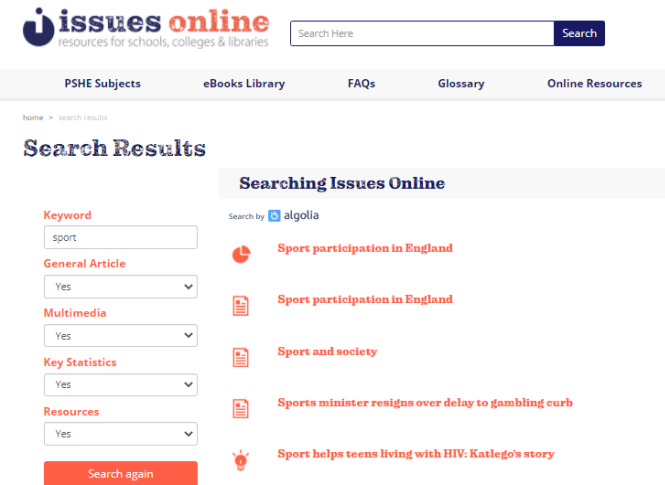 issues online
resources for schools, colleges & libraries
Search Here
Search
PSHE Subjects eBooks Library FAQs Glossary Online Resources
home > search results
Search Results
Searching Issues Online
Search by algolia
Keyword
sport
General Article
Yes
Multimedia
Yes
Key Statistics
Yes
Resources
Yes
Search again
Sport participation in England
Sport participation in England
Sport and society
Sports minister resigns over delay to gambling curb
Sport helps teens living with HIV: Katlego's story